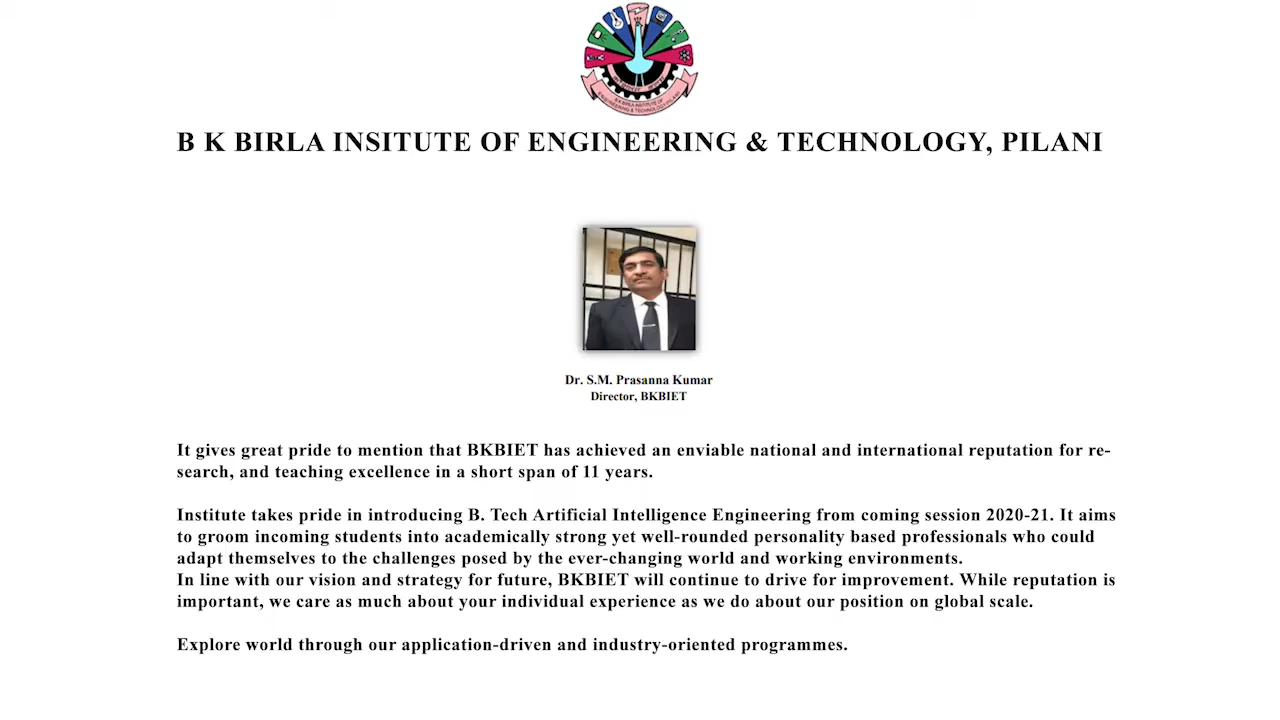 B K BIRLA INSTITUTE OF
ENGINEERING & TECHNOLOGY, PILANI
B K BIRLA INSITUTE OF ENGINEERING & TECHNOLOGY, PILANI
Dr. S.M. Prasanna Kumar
Director, BKBIET
It gives great pride to mention that BKBIET has achieved an enviable national and international reputation for re-
search, and teaching excellence in a short span of 11 years.
Institute takes pride in introducing B. Tech Artificial Intelligence Engineering from coming session 2020-21. It aims
to groom incoming students into academically strong yet well-rounded personality based professionals who could
adapt themselves to the challenges posed by the ever-changing world and working environments.
In line with our vision and strategy for future, BKBIET will continue to drive for improvement. While reputation is
important, we care as much about your individual experience as we do about our position on global scale.
Explore world through our application-driven and industry-oriented programmes.